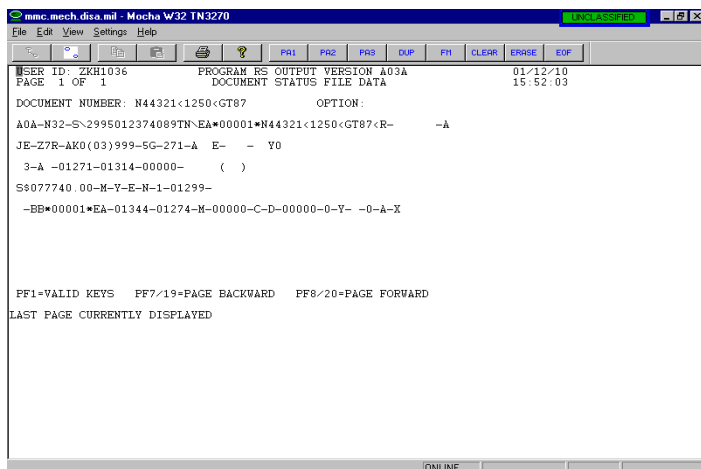 mmc.mech.disa.mil - Mocha W32 TN3270 UNCLASSIFIED
File Edit View Settings Help
PA1 PA2 PA3 DUP FM CLEAR ERASE EOF
USER ID: ZKH1036 PROGRAM RS OUTPUT VERSION A03A 01/12/10
PAGE 1 OF 1 DOCUMENT STATUS FILE DATA 15:52:03
DOCUMENT NUMBER: N44321<1250<GT87 OPTION:
A0A-N32-S\2995012374089TN\EA*00001*N44321<1250<GT87<R- -A
JE-Z7R-AK0(03)999-5G-271-A E- - Y0
3-A -01271-01314-00000- ( )
S$077740.00-M-Y-E-N-1-01299-
-BB*00001*EA-01344-01274-M-00000-C-D-00000-0-Y- -0-A-X
PF1=VALID KEYS PF7/19=PAGE BACKWARD PF8/20=PAGE FORWARD
LAST PAGE CURRENTLY DISPLAYED
ONLINE